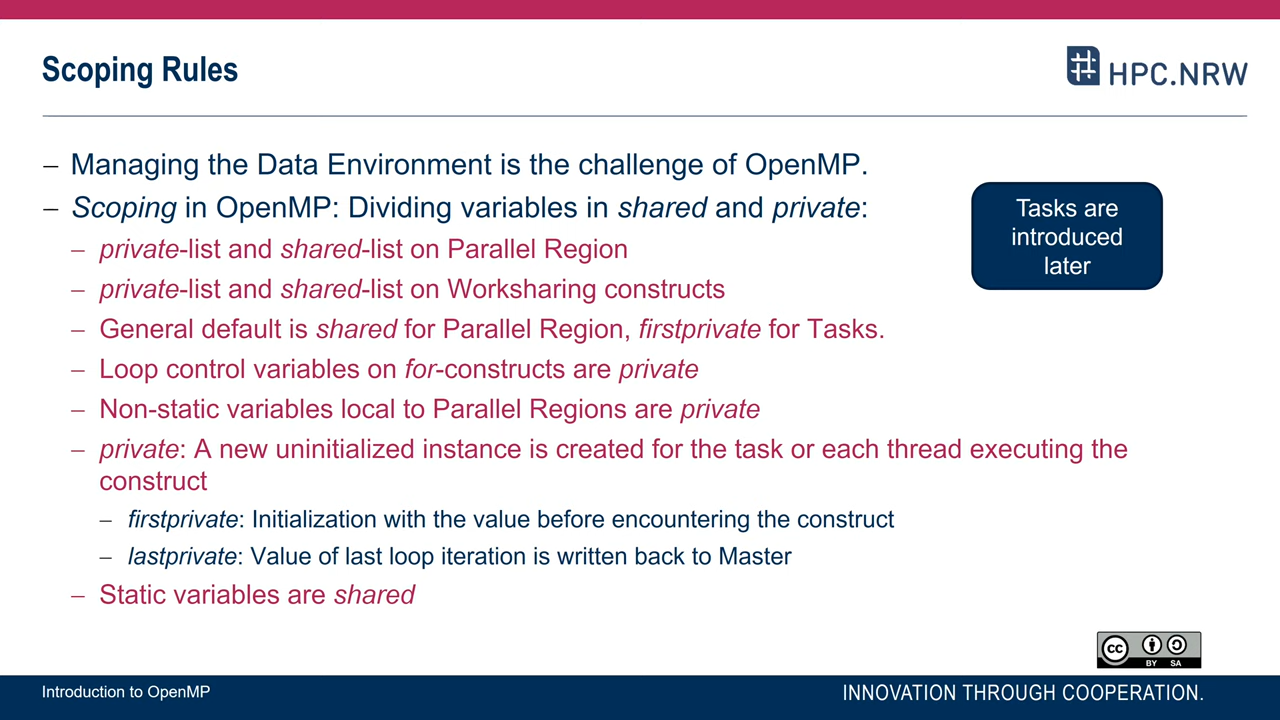 Scoping Rules
HPC.NRW
– Managing the Data Environment is the challenge of OpenMP.
– Scoping in OpenMP: Dividing variables in shared and private:
– private-list and shared-list on Parallel Region
– private-list and shared-list on Worksharing constructs
– General default is shared for Parallel Region, firstprivate for Tasks.
– Loop control variables on for-constructs are private
– Non-static variables local to Parallel Regions are private
– private: A new uninitialized instance is created for the task or each thread executing the
construct
– firstprivate: Initialization with the value before encountering the construct
– lastprivate: Value of last loop iteration is written back to Master
– Static variables are shared
Tasks are
introduced
later
cc
BY SA
Introduction to OpenMP
INNOVATION THROUGH COOPERATION.